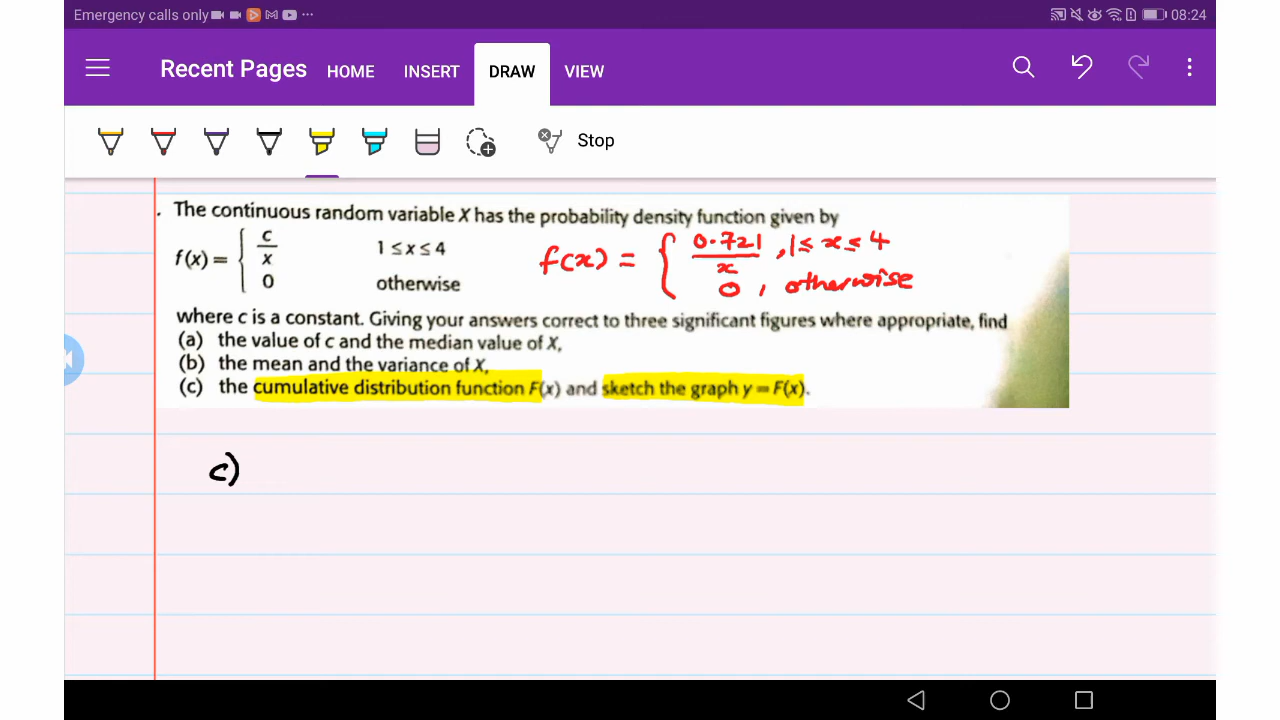 Emergency calls only ... 08:24
Recent Pages HOME INSERT DRAW VIEW
Stop
. The continuous random variable X has the probability density function given by
f(x) = { c/x 1 ≤ x ≤ 4
0 otherwise
f(x) = { 0.721/x , 1 ≤ x ≤ 4
0 , otherwise
where c is a constant. Giving your answers correct to three significant figures where appropriate, find
(a) the value of c and the median value of X,
(b) the mean and the variance of X,
(c) the cumulative distribution function F(x) and sketch the graph y = F(x).
c)